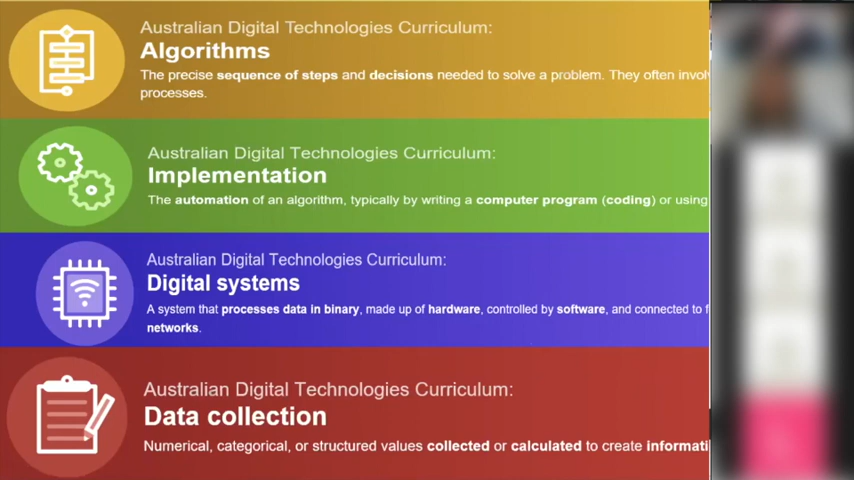 Australian Digital Technologies Curriculum:
Algorithms
The precise sequence of steps and decisions needed to solve a problem. They often
processes.
Australian Digital Technologies Curriculum:
Implementation
The automation of an algorithm, typically by writing a computer program (coding) or using
Australian Digital Technologies Curriculum:
Digital systems
A system that processes data in binary, made up of hardware, controlled by software, and connected to
networks.
Australian Digital Technologies Curriculum:
Data collection
Numerical, categorical, or structured values collected or calculated to create